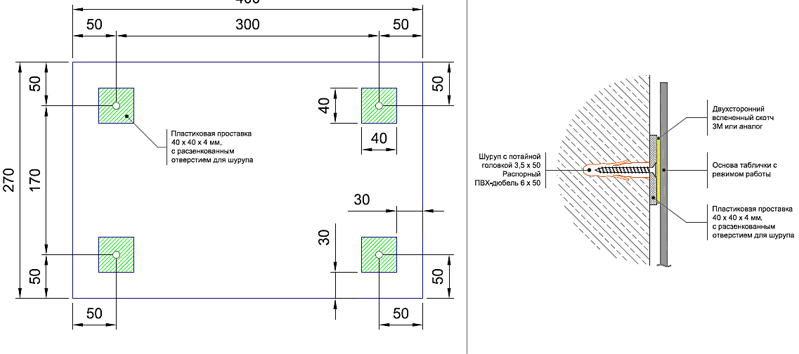 400
50
300
50
50
50
40
40
Пластиковая проставка
40 x 40 x 4 мм,
с раззенкованным
отверстием для шурупа
270
170
30
30
50
50
50
50
Двухсторонний
вспененный скотч
3М или аналог
Шуруп с потайной
головкой 3,5 x 50
Распорный
ПВХ-дюбель 6 x 50
Основа таблички с
режимом работы
Пластиковая проставка
40 x 40 x 4 мм,
с раззенкованным
отверстием для шурупа